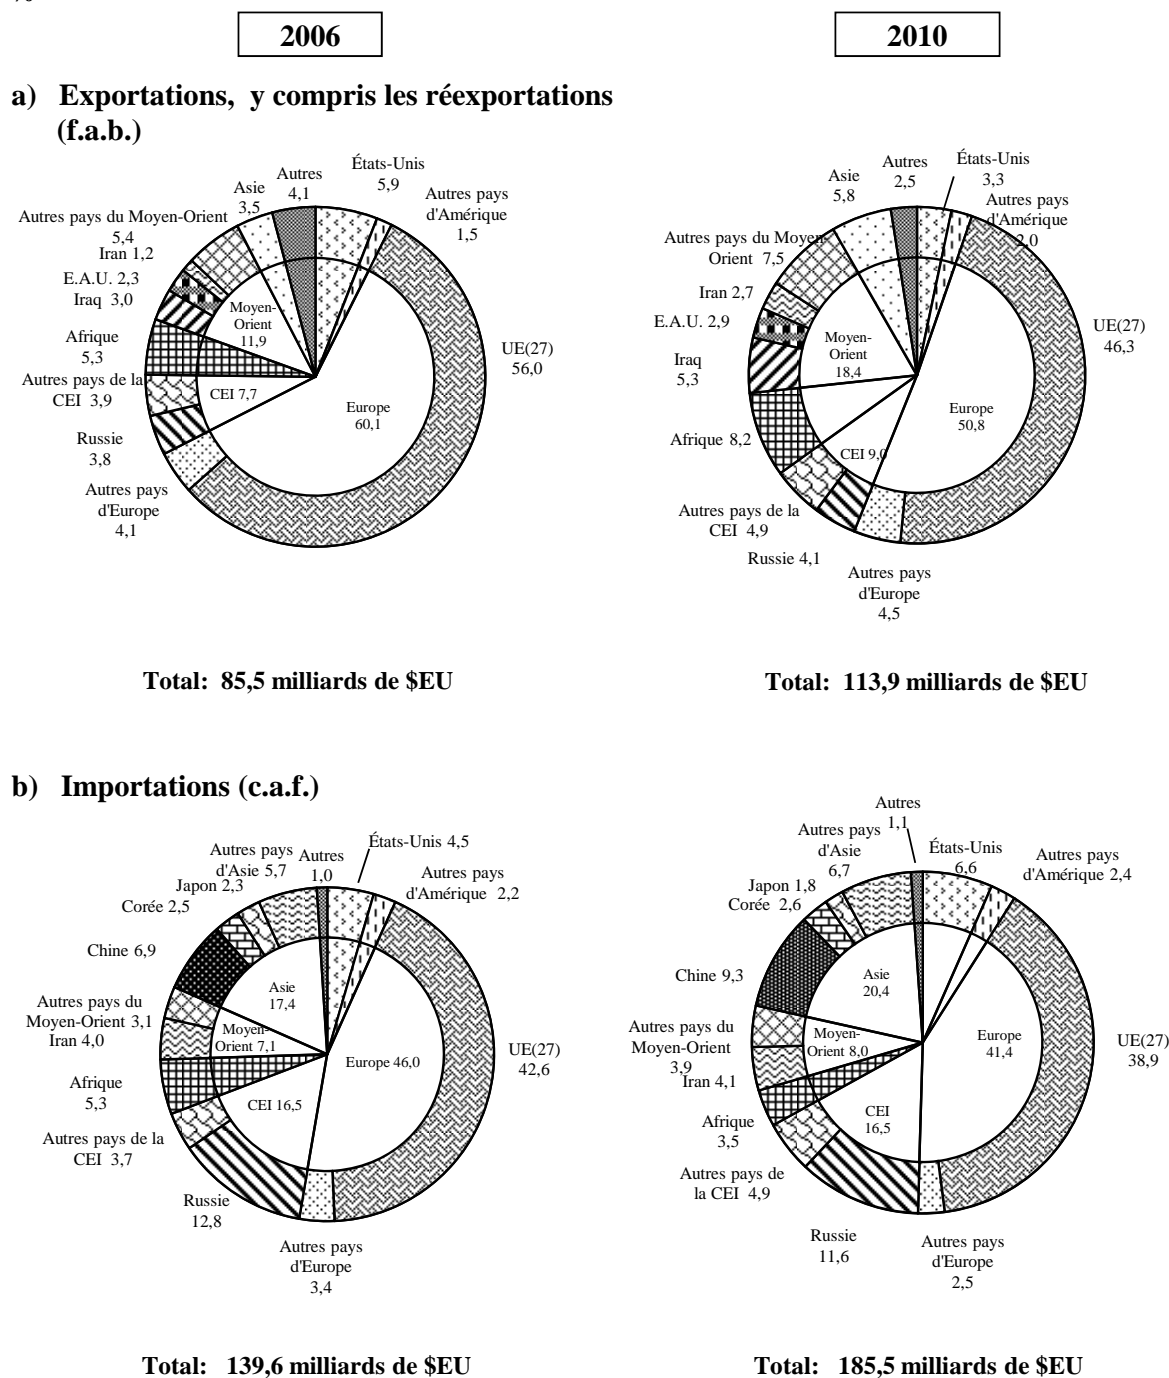 2006
2010
a) Exportations, y compris les réexportations
(f.a.b.)
États-Unis
5,9
Autres
4,1
Autres pays
d'Amérique
1,5
Asie
3,5
Autres pays du Moyen-Orient
5,4
Iran 1,2
E.A.U. 2,3
Iraq 3,0
Moyen-
Orient
11,9
Afrique
5,3
UE(27)
56,0
Autres pays de la
CEI 3,9
CEI 7,7
Europe
60,1
Russie
3,8
Autres pays
d'Europe
4,1
Total: 85,5 milliards de $EU
États-Unis
3,3
Autres
2,5
Asie
5,8
Autres pays
d'Amérique
2,0
Autres pays du Moyen-
Orient 7,5
Iran 2,7
E.A.U. 2,9
UE(27)
46,3
Moyen-
Orient
18,4
Iraq
5,3
Europe
50,8
Afrique 8,2
CEI 9,0
Autres pays de la
CEI 4,9
Russie 4,1
Autres pays
d'Europe
4,5
Total: 113,9 milliards de $EU
b) Importations (c.a.f.)
États-Unis 4,5
Autres pays
d'Asie 5,7
Autres
1,0
Autres pays
d'Amérique 2,2
Japon 2,3
Corée 2,5
Chine 6,9
Asie
17,4
Autres pays du
Moyen-Orient 3,1
Iran 4,0
Moyen-
Orient 7,1
Europe 46,0
UE(27)
42,6
Afrique
5,3
CEI 16,5
Autres pays de la
CEI 3,7
Russie
12,8
Autres pays
d'Europe
3,4
Total: 139,6 milliards de $EU
Autres
1,1
Autres pays
d'Asie
6,7
États-Unis
6,6
Autres pays
d'Amérique 2,4
Japon 1,8
Corée 2,6
Chine 9,3
Asie
20,4
Autres pays du
Moyen-Orient
3,9
Iran 4,1
Moyen-
Orient 8,0
Europe
41,4
UE(27)
38,9
Afrique
3,5
CEI
16,5
Autres pays de
la CEI 4,9
Russie
11,6
Autres pays
d'Europe
2,5
Total: 185,5 milliards de $EU